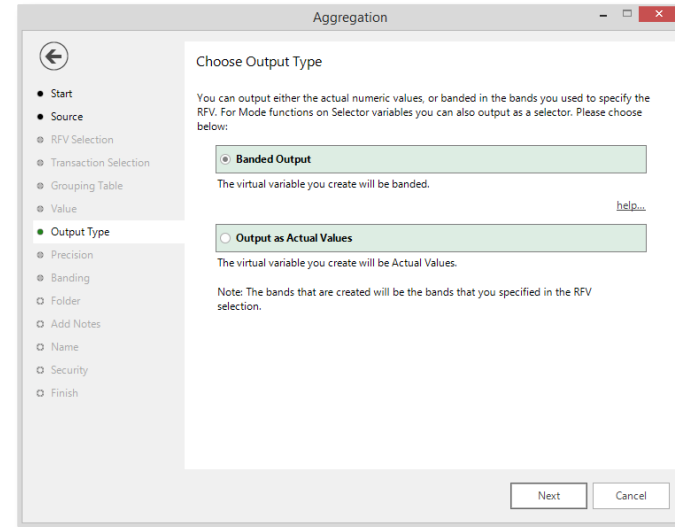 Aggregation
Choose Output Type
Start
Source
RFV Selection
Transaction Selection
Grouping Table
Value
Output Type
Precision
Banding
Folder
Add Notes
Name
Security
Finish
You can output either the actual numeric values, or banded in the bands you used to specify the
RFV. For Mode functions on Selector variables you can also output as a selector. Please choose
below:
Banded Output
The virtual variable you create will be banded.
help...
Output as Actual Values
The virtual variable you create will be Actual Values.
Note: The bands that are created will be the bands that you specified in the RFV
selection.
Next
Cancel